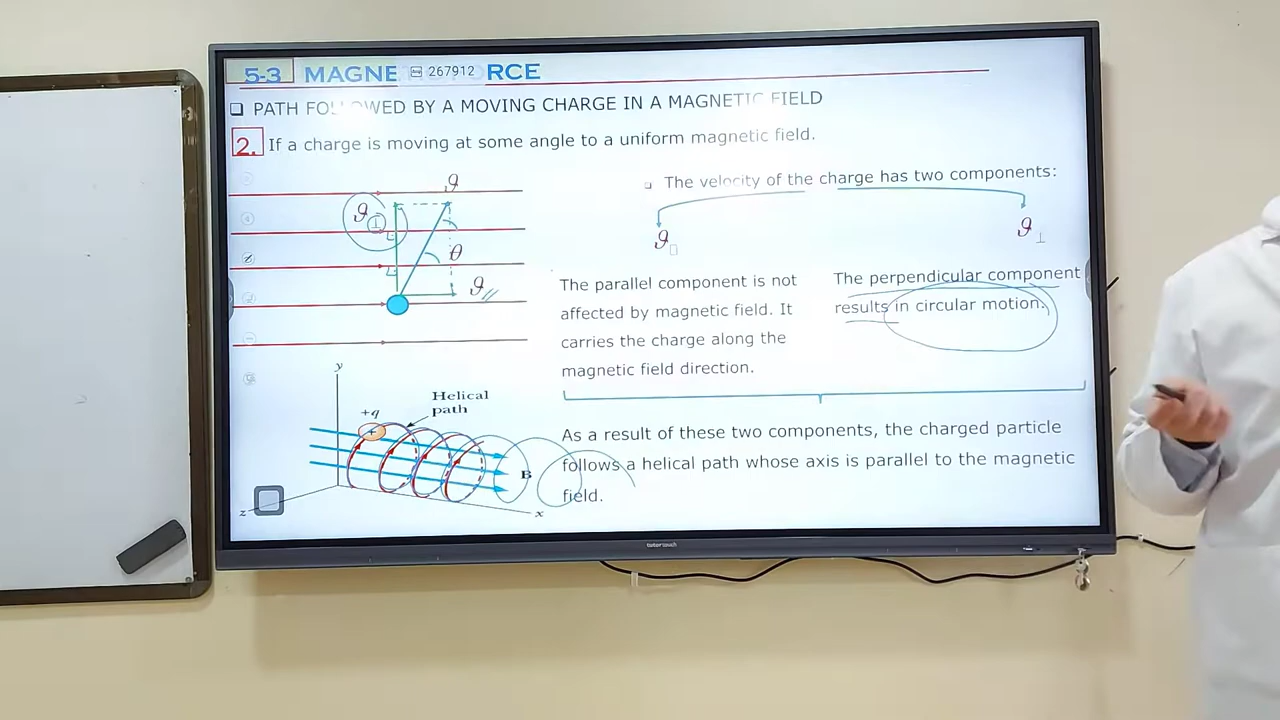 5-3 MAGNE 267912 RCE
❑ PATH FOLLOWED BY A MOVING CHARGE IN A MAGNETIC FIELD
2. If a charge is moving at some angle to a uniform magnetic field.
The velocity of the charge has two components:
ϑ
ϑ⊥
θ
ϑ//
ϑ
ϑ⊥
The parallel component is not
affected by magnetic field. It
carries the charge along the
magnetic field direction.
The perpendicular component
results in circular motion.
y
+q
Helical
path
+
B
z
x
As a result of these two components, the charged particle
follows a helical path whose axis is parallel to the magnetic
field.